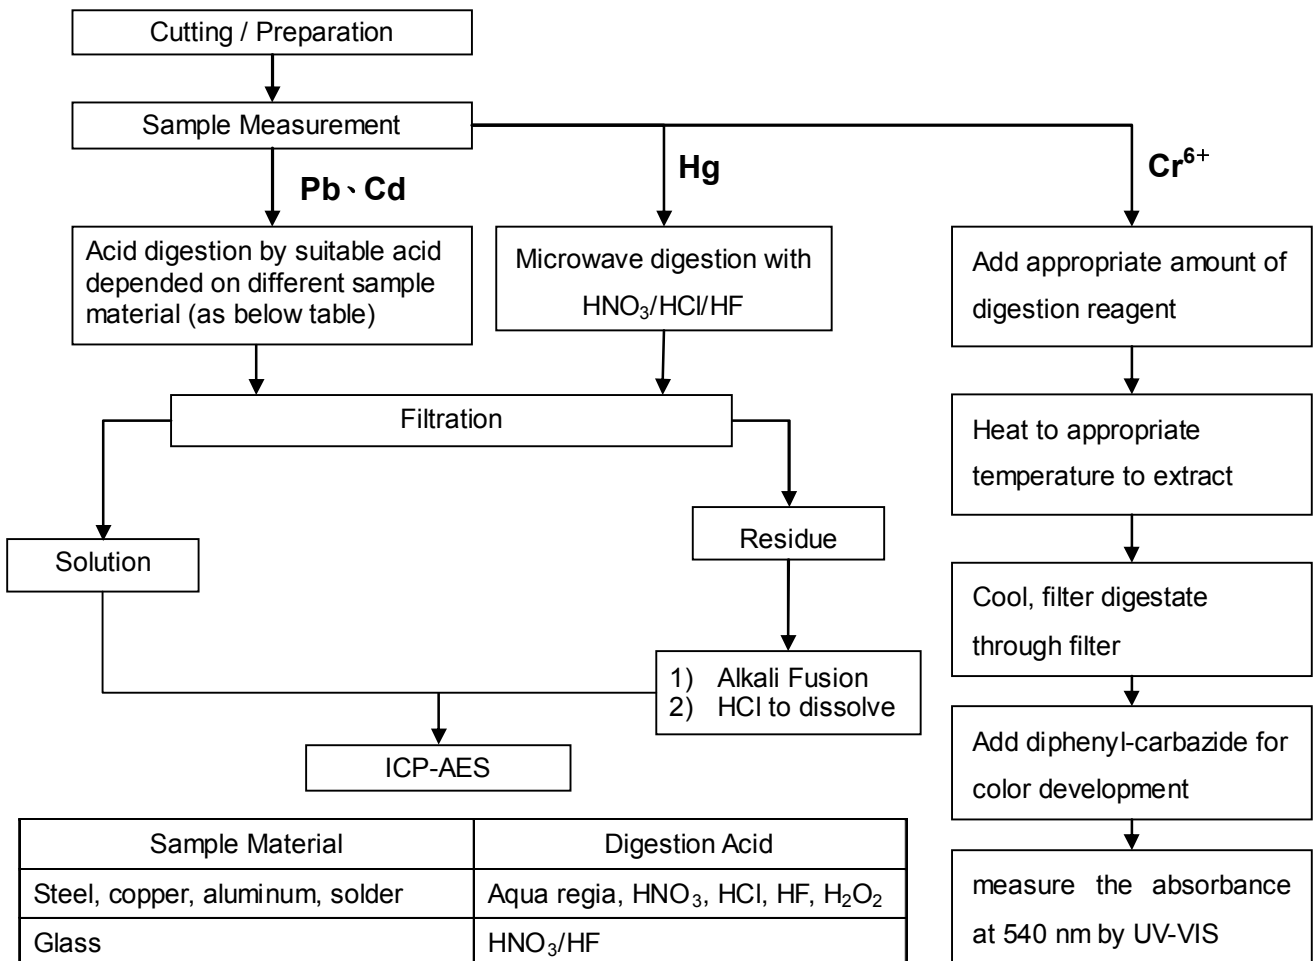 Cutting / Preparation
Sample Measurement
Pb、Cd
Hg
Cr⁶⁺
Acid digestion by suitable acid
depended on different sample
material (as below table)
Microwave digestion with
HNO₃/HCl/HF
Add appropriate amount of
digestion reagent
Filtration
Heat to appropriate
temperature to extract
Solution
Residue
Cool, filter digestate
through filter
1) Alkali Fusion
2) HCl to dissolve
ICP-AES
Add diphenyl-carbazide for
color development
measure the absorbance
at 540 nm by UV-VIS
Sample Material
Digestion Acid
Steel, copper, aluminum, solder
Aqua regia, HNO₃, HCl, HF, H₂O₂
Glass
HNO₃/HF